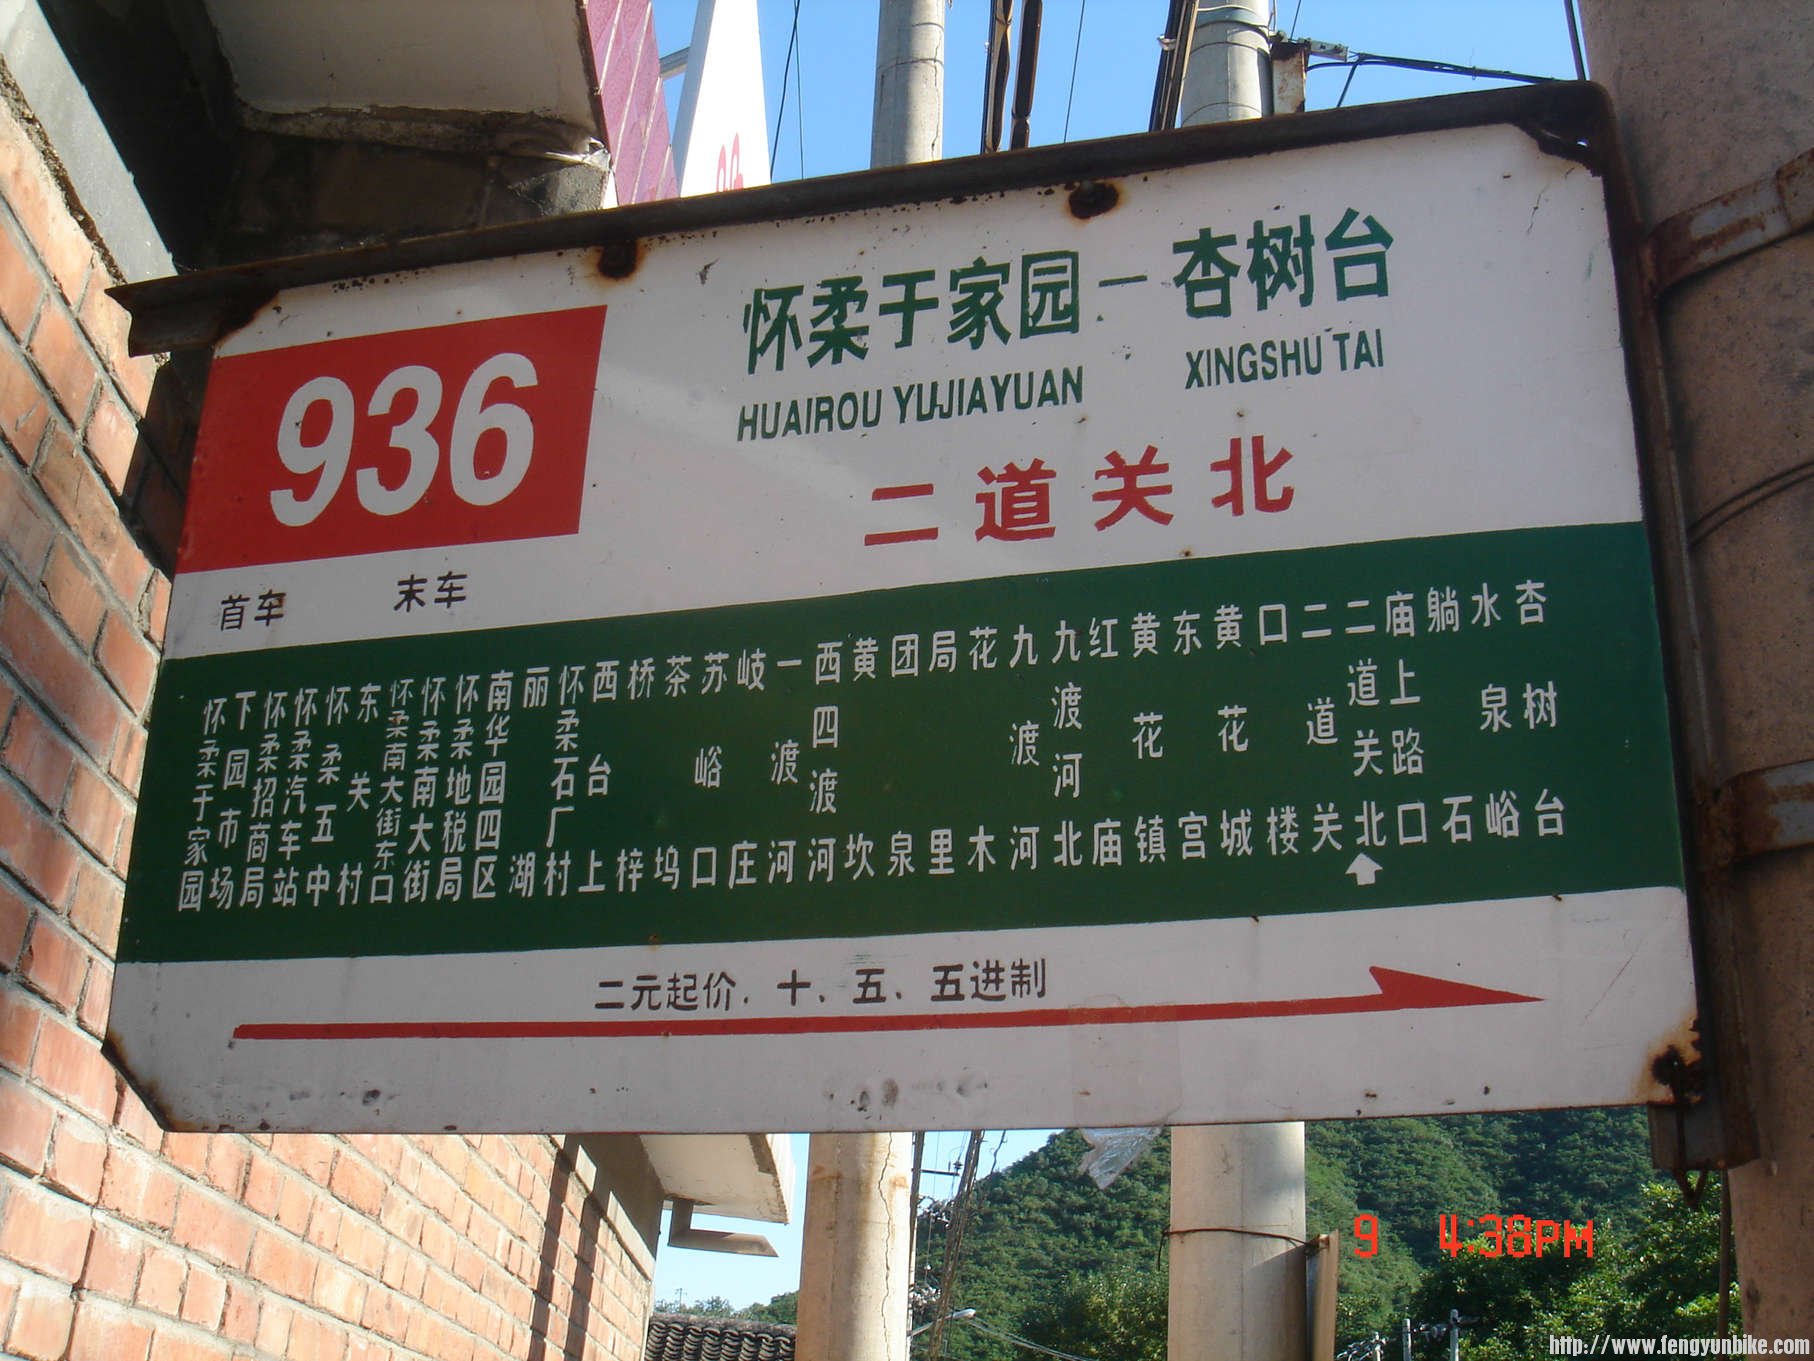 936
怀柔于家园－杏树台
HUAIROU YUJIAYUAN XINGSHU TAI
二道关北
首车 末车
怀柔于家园
下园市场
怀柔招商局
怀柔汽车站
怀柔五中
东关村
怀柔南大街东口
怀柔南大街
怀柔地税局
南华园四区
丽湖
怀柔石厂村
西台上
桥梓
茶坞
苏峪口
岐庄
一渡河
西四渡河
黄坎
团泉
局里
花木
九渡河
九渡河北
红庙
黄花镇
东宫
黄花城
口楼
二道关
二道关北
庙上路口
躺石
水泉峪
杏树台
二元起价．十、五、五进制
9 4:38PM
http://www.fengyunbike.com